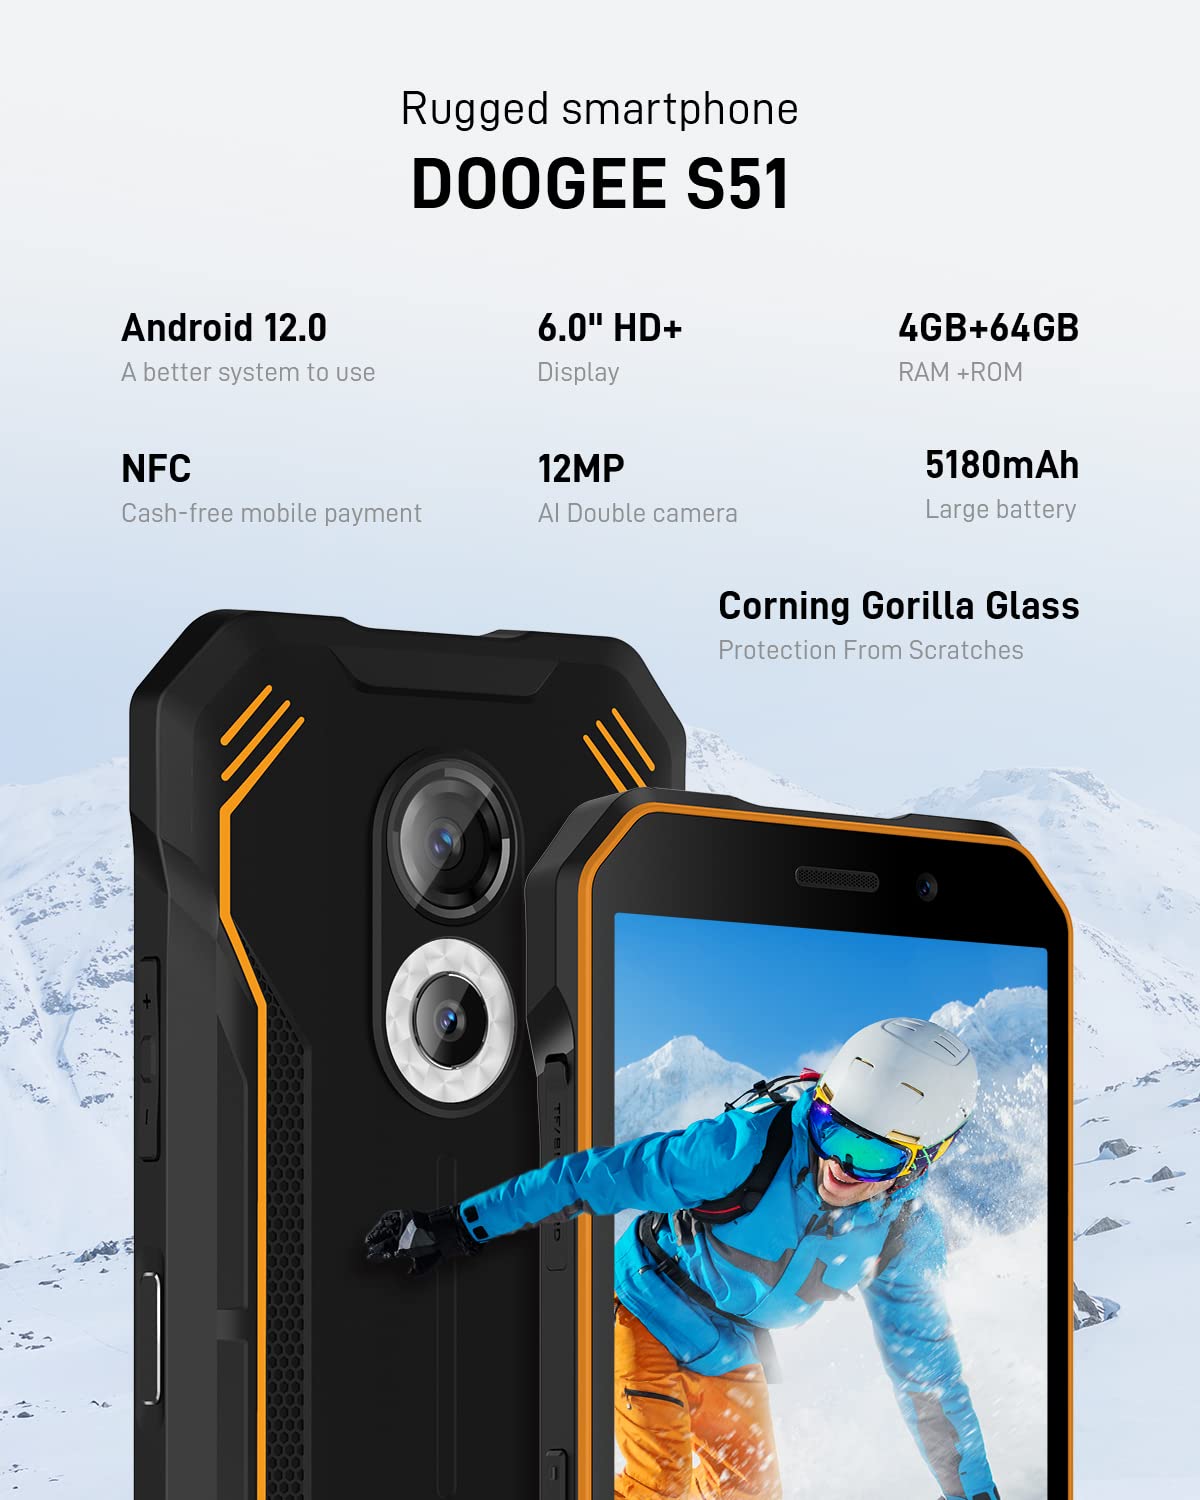 Rugged smartphone
DOOGEE S51
Android 12.0
A better system to use
6.0" HD+
Display
4GB+64GB
RAM +ROM
NFC
Cash-free mobile payment
12MP
AI Double camera
5180mAh
Large battery
Corning Gorilla Glass
Protection From Scratches
+
-